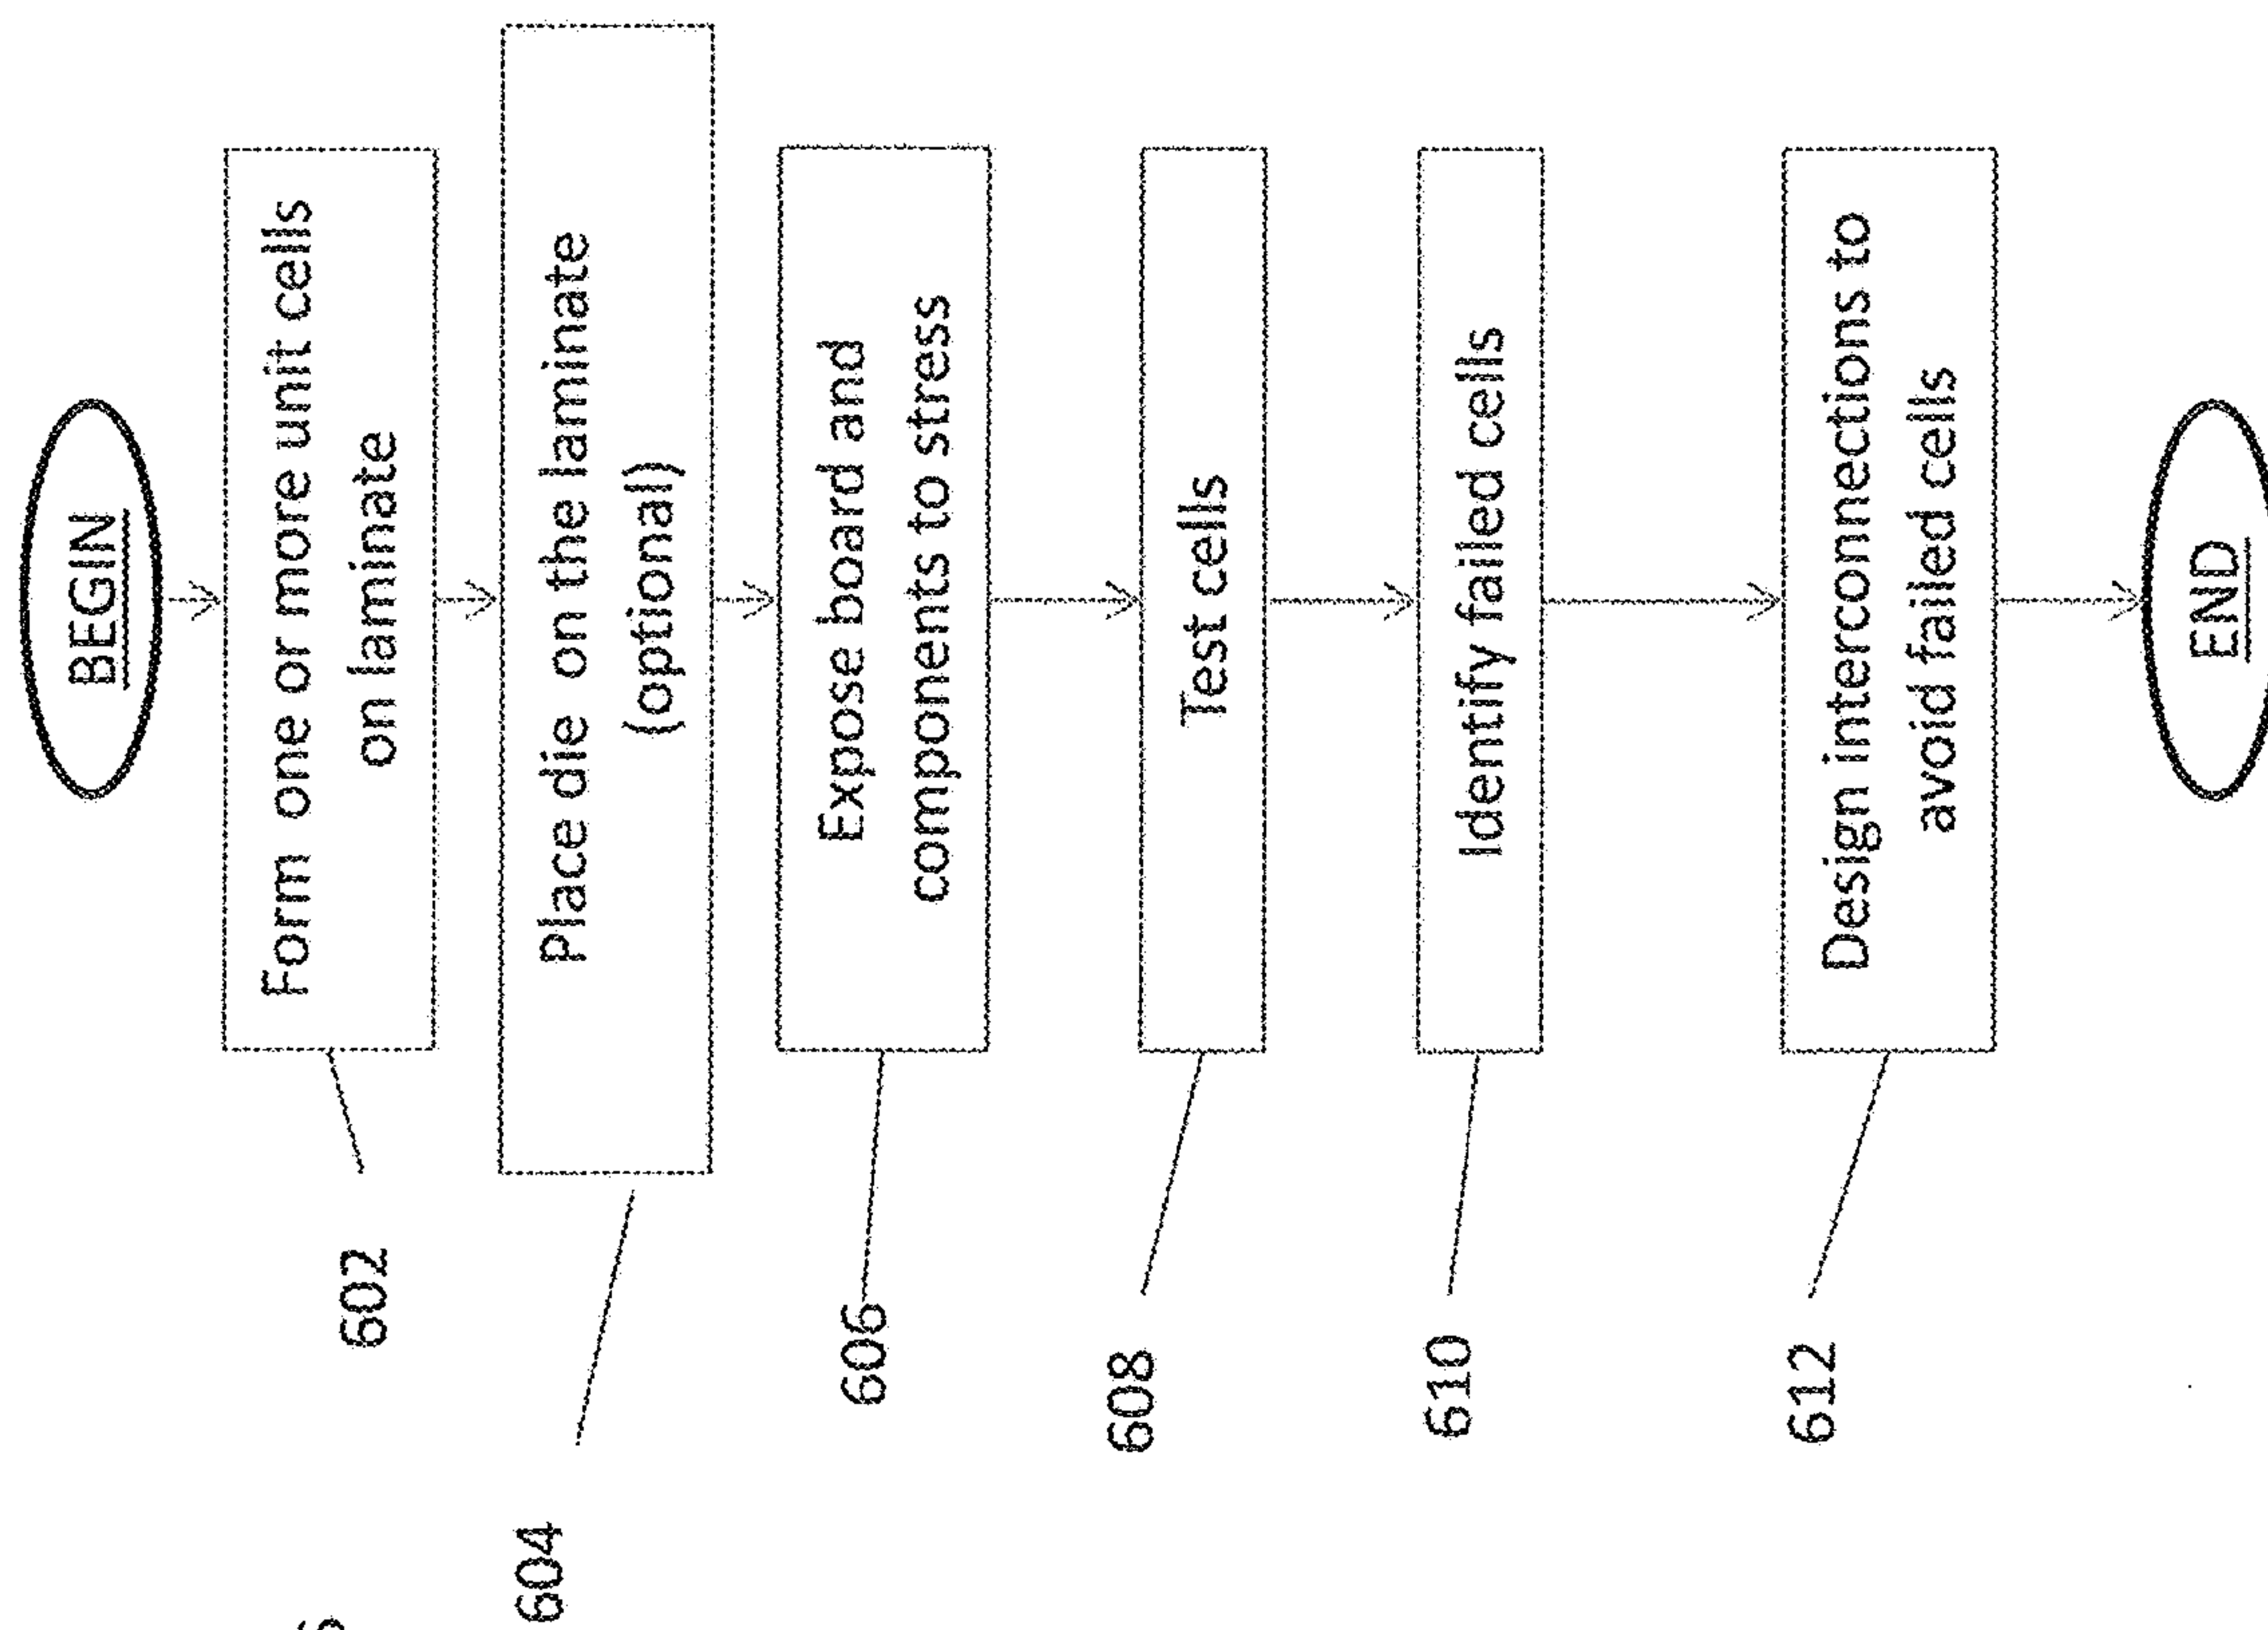 BEGIN
Form one or more unit cells
on laminate
602
Place die on the laminate
(optional)
604
Expose board and
components to stress
606
Test cells
608
Identify failed cells
610
Design interconnections to
avoid failed cells
612
END